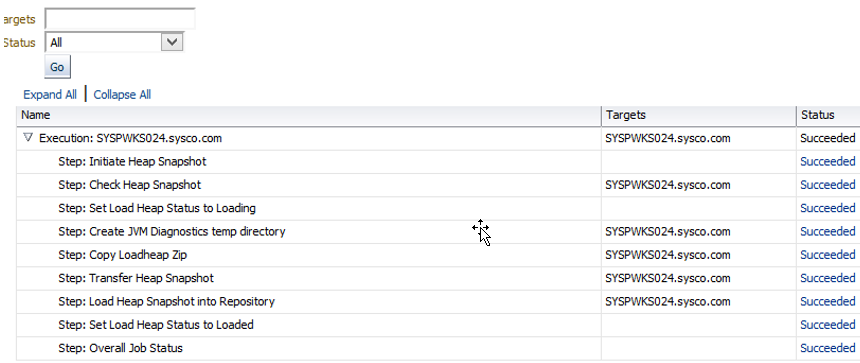 argets
Status All
Go
Expand All Collapse All
Name Targets Status
Execution: SYSPWKS024.sysco.com SYSPWKS024.sysco.com Succeeded
Step: Initiate Heap Snapshot Succeeded
Step: Check Heap Snapshot SYSPWKS024.sysco.com Succeeded
Step: Set Load Heap Status to Loading Succeeded
Step: Create JVM Diagnostics temp directory SYSPWKS024.sysco.com Succeeded
Step: Copy Loadheap Zip SYSPWKS024.sysco.com Succeeded
Step: Transfer Heap Snapshot SYSPWKS024.sysco.com Succeeded
Step: Load Heap Snapshot into Repository SYSPWKS024.sysco.com Succeeded
Step: Set Load Heap Status to Loaded Succeeded
Step: Overall Job Status Succeeded